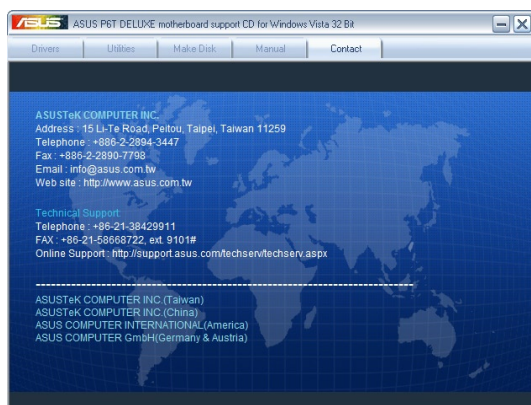 ASUS ASUS P6T DELUXE motherboard support CD for Windows Vista 32 Bit
Drivers Utilities Make Disk Manual Contact
ASUSTeK COMPUTER INC.
Address : 15 Li-Te Road, Peitou, Taipei, Taiwan 11259
Telephone : +886-2-2894-3447
Fax : +886-2-2890-7798
Email : info@asus.com.tw
Web site : http://www.asus.com.tw
Technical Support:
Telephone : +86-21-38429911
FAX : +86-21-58668722, ext. 9101#
Online Support : http://support.asus.com/techserv/techserv.aspx
ASUSTeK COMPUTER INC.(Taiwan)
ASUSTeK COMPUTER INC.(China)
ASUS COMPUTER INTERNATIONAL(America)
ASUS COMPUTER GmbH(Germany & Austria)